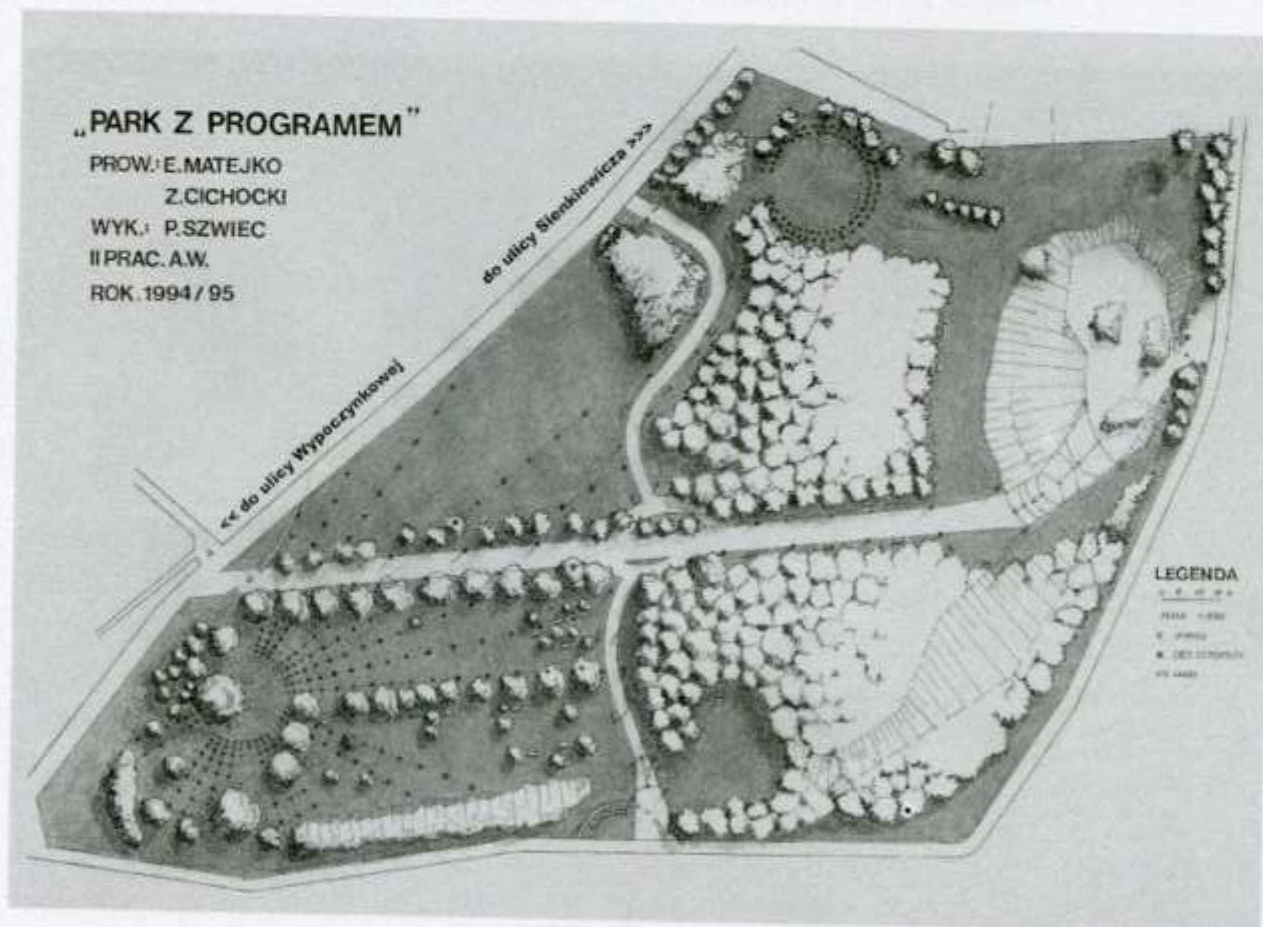 „PARK Z PROGRAMEM”
PROW.: E.MATEJKO
Z.CICHOCKI
WYK.: P.SZWIEC
II PRAC. A.W.
ROK.1994/95
do ulicy Sienkiewicza >>>
<< do ulicy Wypoczynkowej
LEGENDA